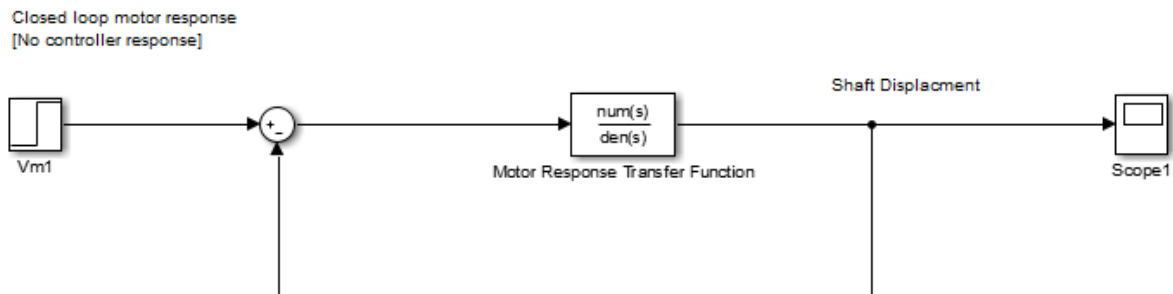 Closed loop motor response
[No controller response]
Shaft Displacment
+
-
num(s)
den(s)
Vm1
Motor Response Transfer Function
Scope1